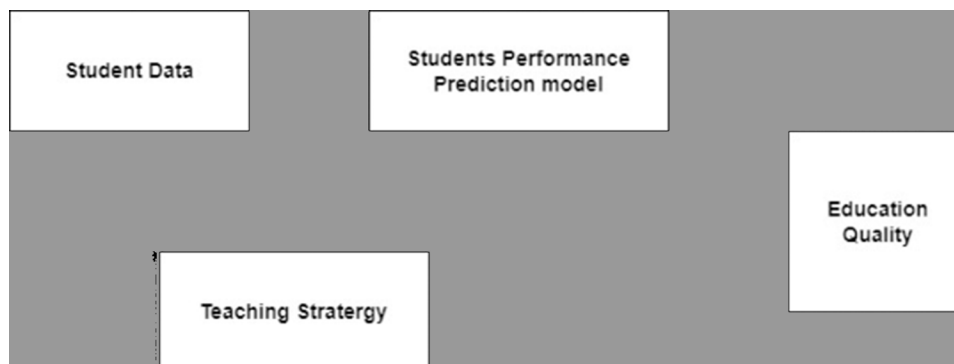 Student Data
Students Performance
Prediction model
Education
Quality
Teaching Stratergy